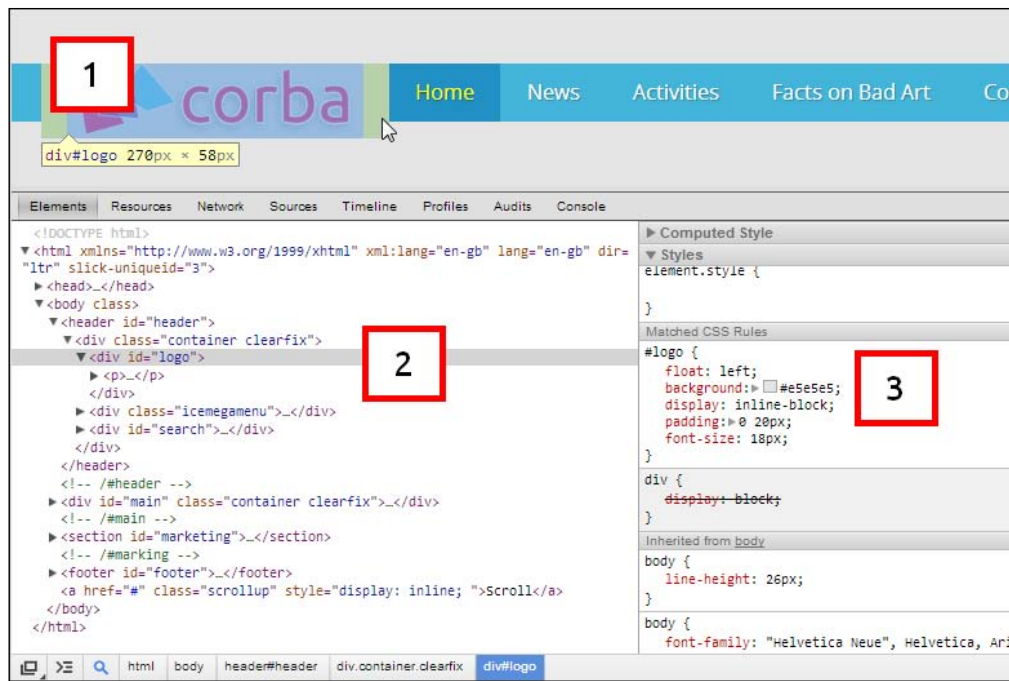 1
corba
Home News Activities Facts on Bad Art Co
div#logo 270px × 58px
Elements Resources Network Sources Timeline Profiles Audits Console
<!DOCTYPE html>
▼<html xmlns="http://www.w3.org/1999/xhtml" xml:lang="en-gb" lang="en-gb" dir=
"ltr" slick-uniqueid="3">
▶<head>…</head>
▼<body class>
▼<header id="header">
▼<div class="container clearfix">
▼<div id="logo">
▶<p>…</p>
</div>
▶<div class="icemegamenu">…</div>
▶<div id="search">…</div>
</div>
</header>
<!-- /#header -->
▶<div id="main" class="container clearfix">…</div>
<!-- /#main -->
▶<section id="marketing">…</section>
<!-- /#marking -->
▶<footer id="footer">…</footer>
<a href="#" class="scrollup" style="display: inline; ">Scroll</a>
</body>
</html>
2
▶ Computed Style
▼ Styles
element.style {
}
Matched CSS Rules
#logo {
float: left;
background:▶#e5e5e5;
display: inline-block;
padding:▶0 20px;
font-size: 18px;
}
3
div {
display: block;
}
Inherited from body
body {
line-height: 26px;
}
body {
font-family: "Helvetica Neue", Helvetica, Ari
html body header#header div.container.clearfix div#logo